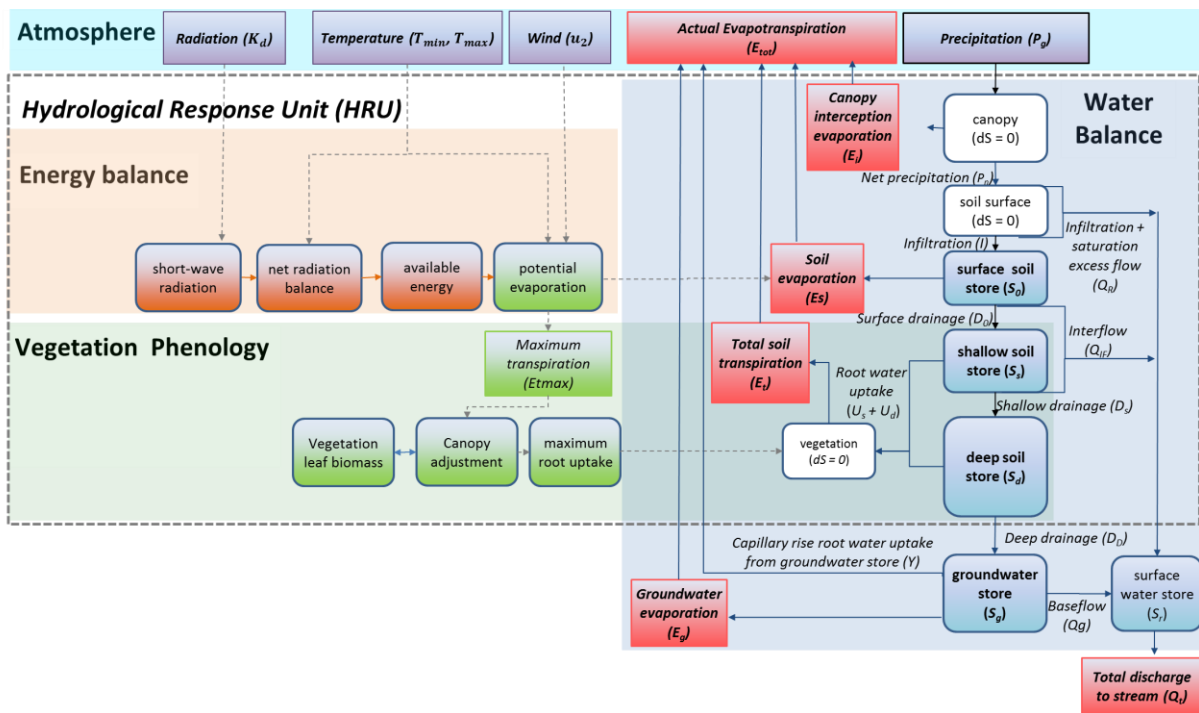 Atmosphere
Radiation (K_d)
Temperature (T_min, T_max)
Wind (u_2)
Actual Evapotranspiration
(E_tot)
Precipitation (P_g)
Hydrological Response Unit (HRU)
Water
Balance
Canopy
interception
evaporation
(E_i)
canopy
(dS = 0)
Energy balance
Net precipitation (P_n)
soil surface
(dS = 0)
Infiltration +
saturation
excess flow
(Q_R)
Infiltration (I)
short-wave
radiation
net radiation
balance
available
energy
potential
evaporation
Soil
evaporation
(Es)
surface soil
store (S_0)
Surface drainage (D_0)
Interflow
(Q_IF)
Vegetation Phenology
Maximum
transpiration
(Etmax)
Total soil
transpiration
(E_t)
Root water
uptake
(U_s + U_d)
shallow soil
store (S_s)
Shallow drainage (D_s)
Vegetation
leaf biomass
Canopy
adjustment
maximum
root uptake
vegetation
(dS = 0)
deep soil
store (S_d)
Deep drainage (D_D)
Capillary rise root water uptake
from groundwater store (Y)
Groundwater
evaporation
(E_g)
groundwater
store
(S_g)
Baseflow
(Qg)
surface
water store
(S_r)
Total discharge
to stream (Q_t)